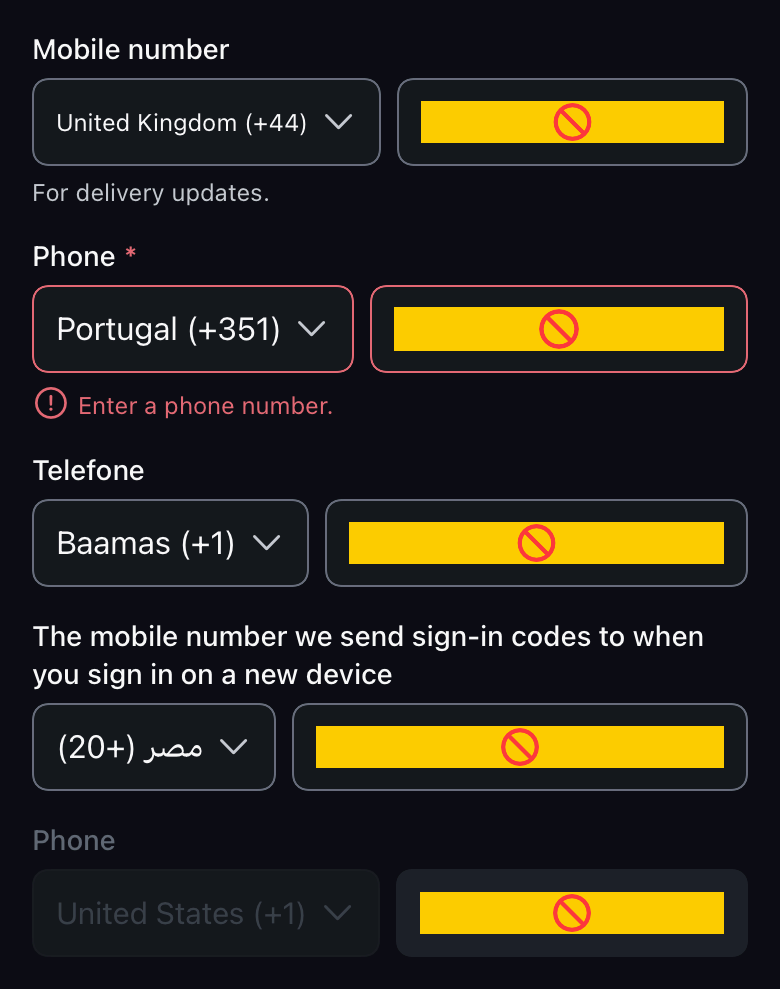 Mobile number
United Kingdom (+44)
For delivery updates.
Phone *
Portugal (+351)
Enter a phone number.
Telefone
Baamas (+1)
The mobile number we send sign-in codes to when
you sign in on a new device
مصر (+20)
Phone
United States (+1)